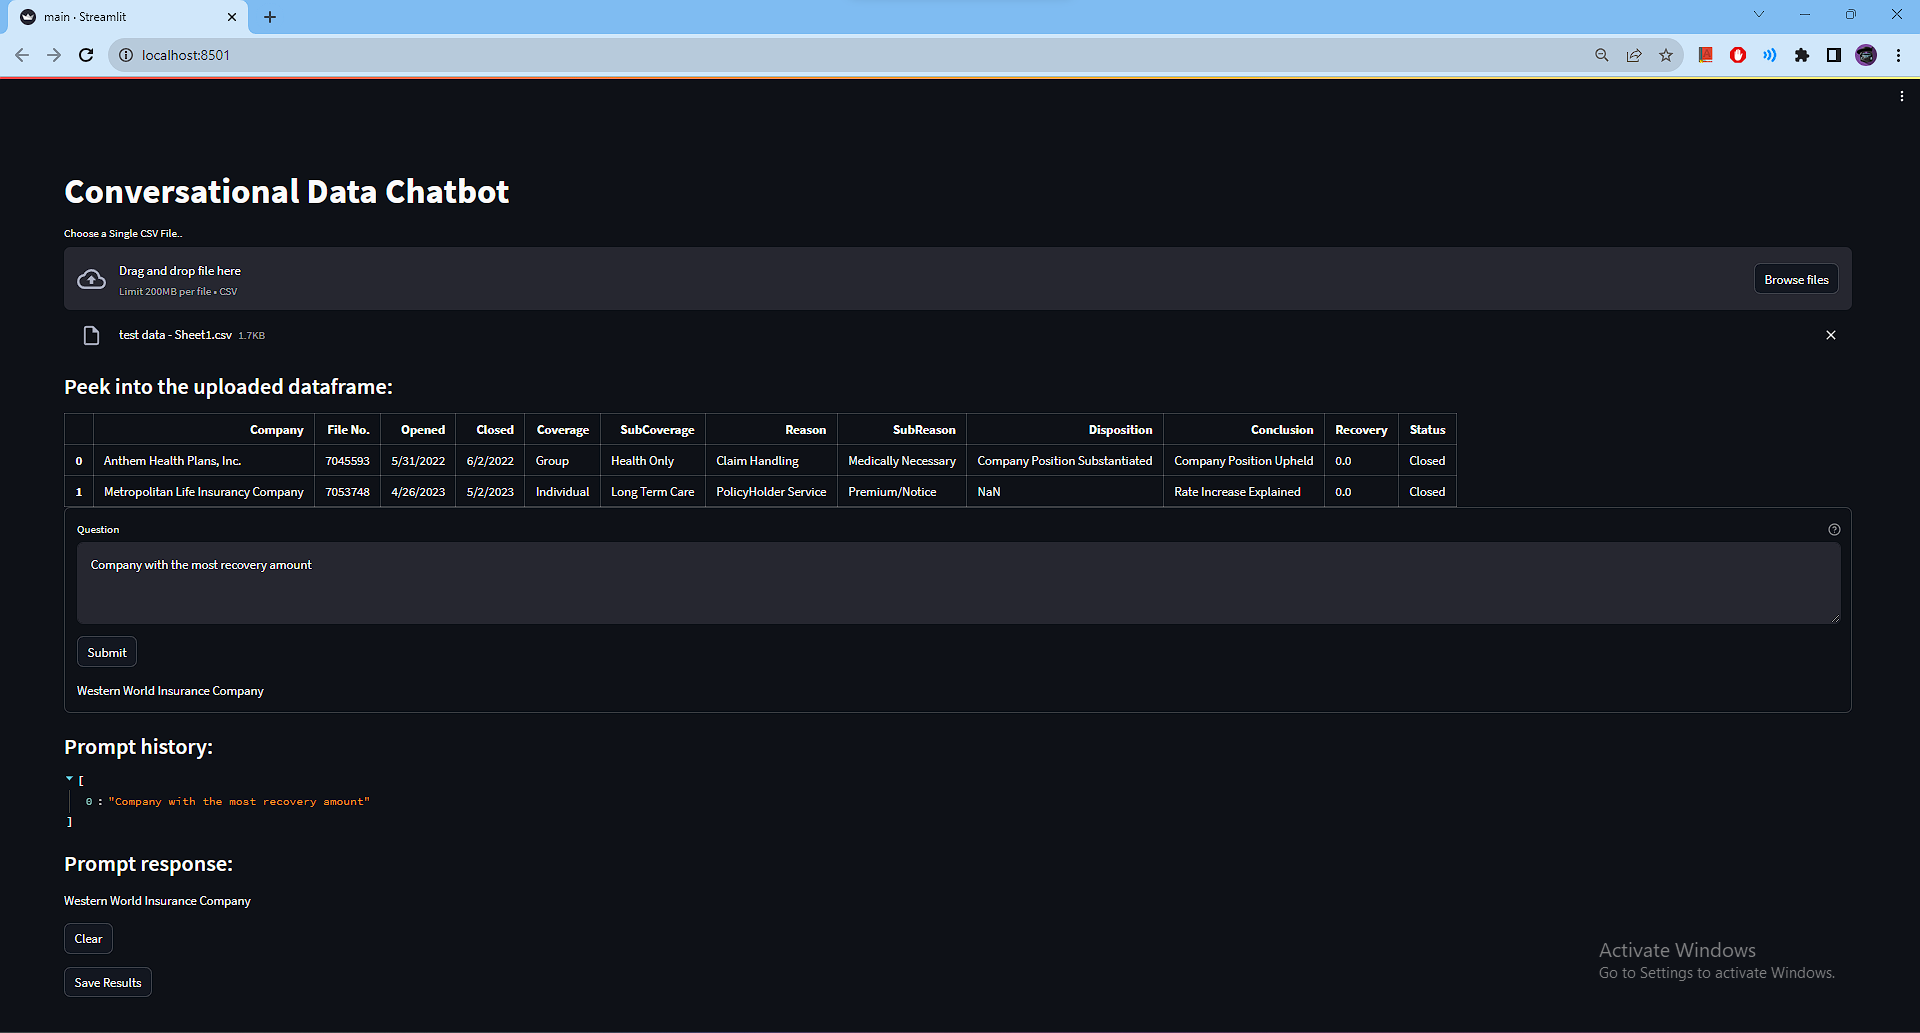 main · Streamlit
localhost:8501
Conversational Data Chatbot
Choose a Single CSV File..
Drag and drop file here
Limit 200MB per file • CSV
Browse files
test data - Sheet1.csv 1.7KB
Peek into the uploaded dataframe:
Company File No. Opened Closed Coverage SubCoverage Reason SubReason Disposition Conclusion Recovery Status
0 Anthem Health Plans, Inc. 7045593 5/31/2022 6/2/2022 Group Health Only Claim Handling Medically Necessary Company Position Substantiated Company Position Upheld 0.0 Closed
1 Metropolitan Life Insurancy Company 7053748 4/26/2023 5/2/2023 Individual Long Term Care PolicyHolder Service Premium/Notice NaN Rate Increase Explained 0.0 Closed
Question
Company with the most recovery amount
Submit
Western World Insurance Company
Prompt history:
[
0 : "Company with the most recovery amount"
]
Prompt response:
Western World Insurance Company
Clear
Save Results
Activate Windows
Go to Settings to activate Windows.